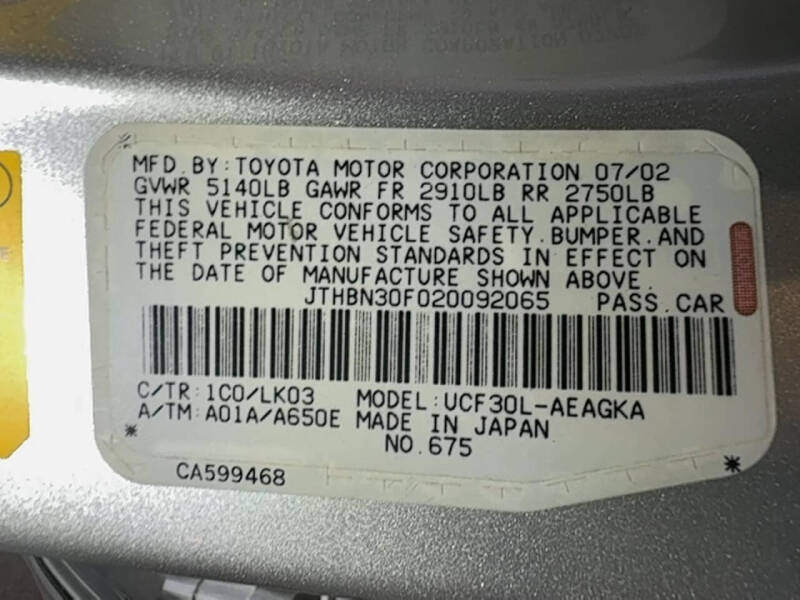 MFD.BY:TOYOTA MOTOR CORPORATION 07/02
GVWR 5140LB GAWR FR 2910LB RR 2750LB
THIS VEHICLE CONFORMS TO ALL APPLICABLE
FEDERAL MOTOR VEHICLE SAFETY.BUMPER.AND
THEFT PREVENTION STANDARDS IN EFFECT ON
THE DATE OF MANUFACTURE SHOWN ABOVE.
JTHBN30F020092065 PASS.CAR
C/TR:1C0/LK03 MODEL:UCF30L-AEAGKA
A/TM:A01A/A650E MADE IN JAPAN
NO.675
CA599468